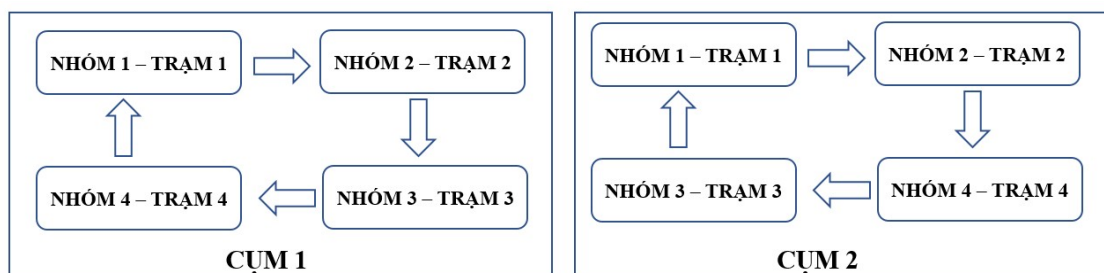 NHÓM 1 – TRẠM 1
NHÓM 2 – TRẠM 2
NHÓM 4 – TRẠM 4
NHÓM 3 – TRẠM 3
CỤM 1
NHÓM 1 – TRẠM 1
NHÓM 2 – TRẠM 2
NHÓM 3 – TRẠM 3
NHÓM 4 – TRẠM 4
CỤM 2